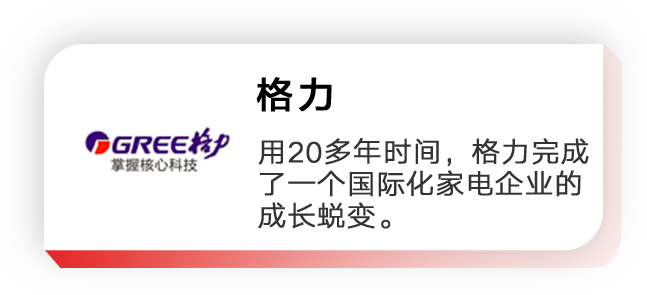 格力
GREE格力
掌握核心科技
用20多年时间，格力完成
了一个国际化家电企业的
成长蜕变。